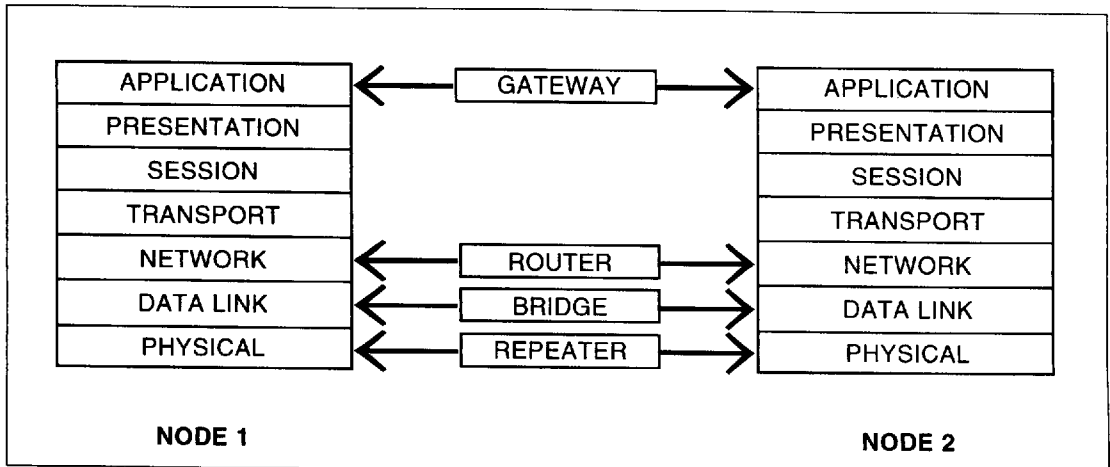 APPLICATION
PRESENTATION
SESSION
TRANSPORT
NETWORK
DATA LINK
PHYSICAL
NODE 1
GATEWAY
ROUTER
BRIDGE
REPEATER
APPLICATION
PRESENTATION
SESSION
TRANSPORT
NETWORK
DATA LINK
PHYSICAL
NODE 2